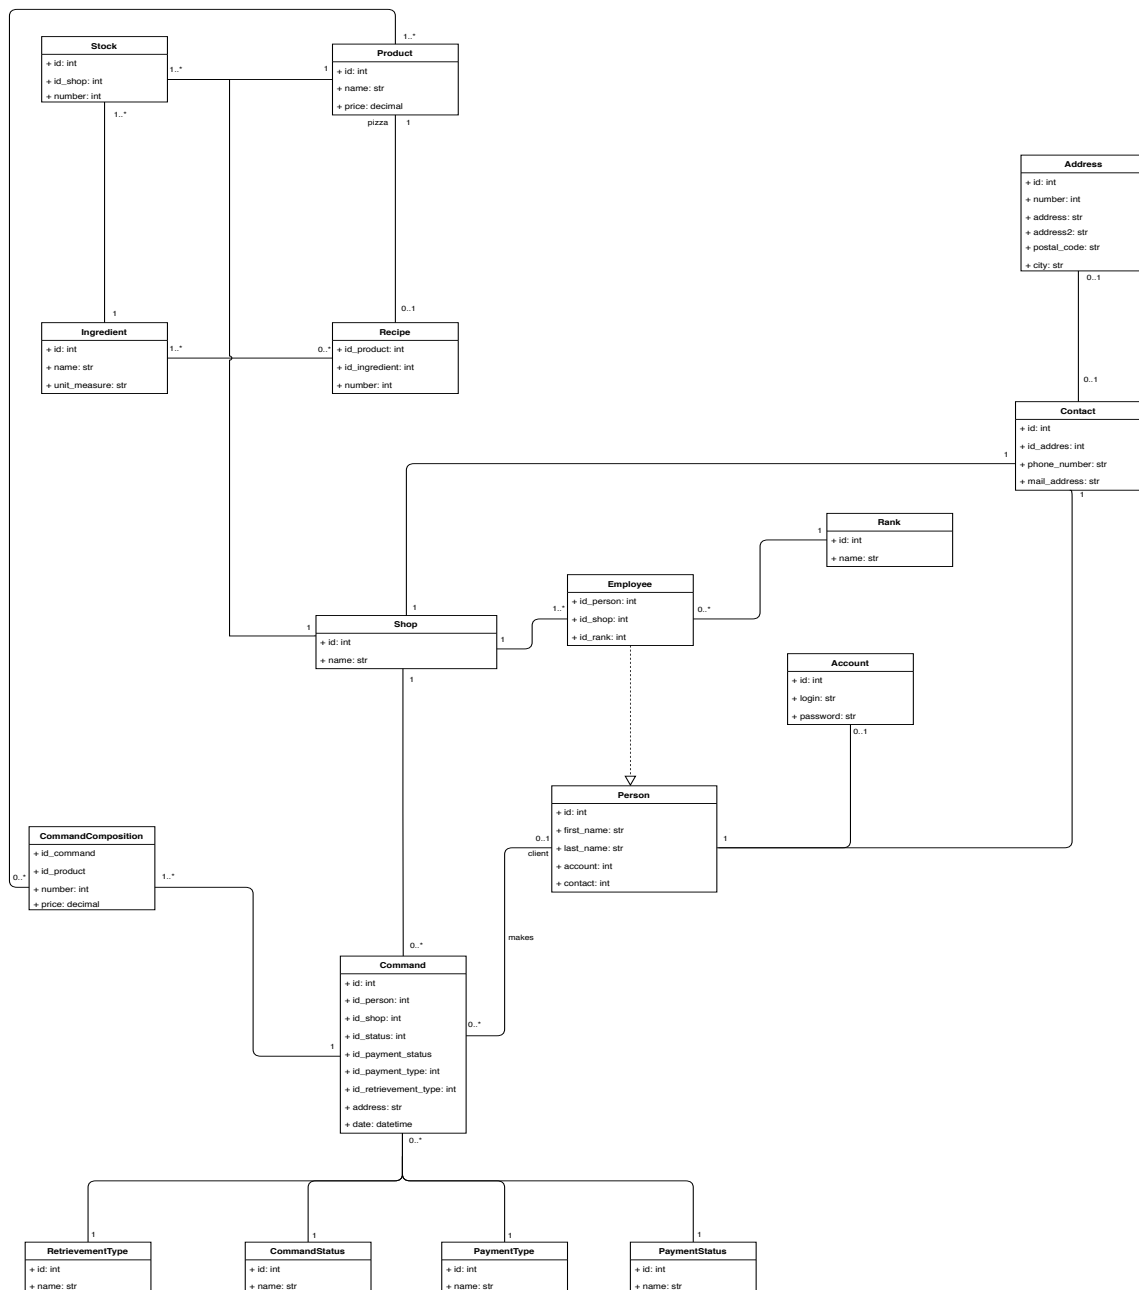 1..*
Stock
+ id: int
+ id_shop: int
+ number: int
1..*
1
Product
+ id: int
+ name: str
+ price: decimal
1..*
pizza
1
Address
+ id: int
+ number: int
+ address: str
+ address2: str
+ postal_code: str
+ city: str
0..1
1
0..1
Ingredient
+ id: int
+ name: str
+ unit_measure: str
1..*
0..*
Recipe
+ id_product: int
+ id_ingredient: int
+ number: int
0..1
Contact
+ id: int
+ id_addres: int
+ phone_number: str
+ mail_address: str
1
1
Rank
+ id: int
+ name: str
1
Employee
+ id_person: int
+ id_shop: int
+ id_rank: int
1..*
0..*
1
1
Shop
+ id: int
+ name: str
1
1
Account
+ id: int
+ login: str
+ password: str
0..1
Person
+ id: int
+ first_name: str
+ last_name: str
+ account: int
+ contact: int
0..1
client
1
CommandComposition
+ id_command
+ id_product
+ number: int
+ price: decimal
0..*
1..*
makes
0..*
Command
+ id: int
+ id_person: int
+ id_shop: int
+ id_status: int
+ id_payment_status
+ id_payment_type: int
+ id_retrievement_type: int
+ address: str
+ date: datetime
0..*
1
0..*
1
1
1
1
RetrievementType
+ id: int
+ name: str
CommandStatus
+ id: int
+ name: str
PaymentType
+ id: int
+ name: str
PaymentStatus
+ id: int
+ name: str